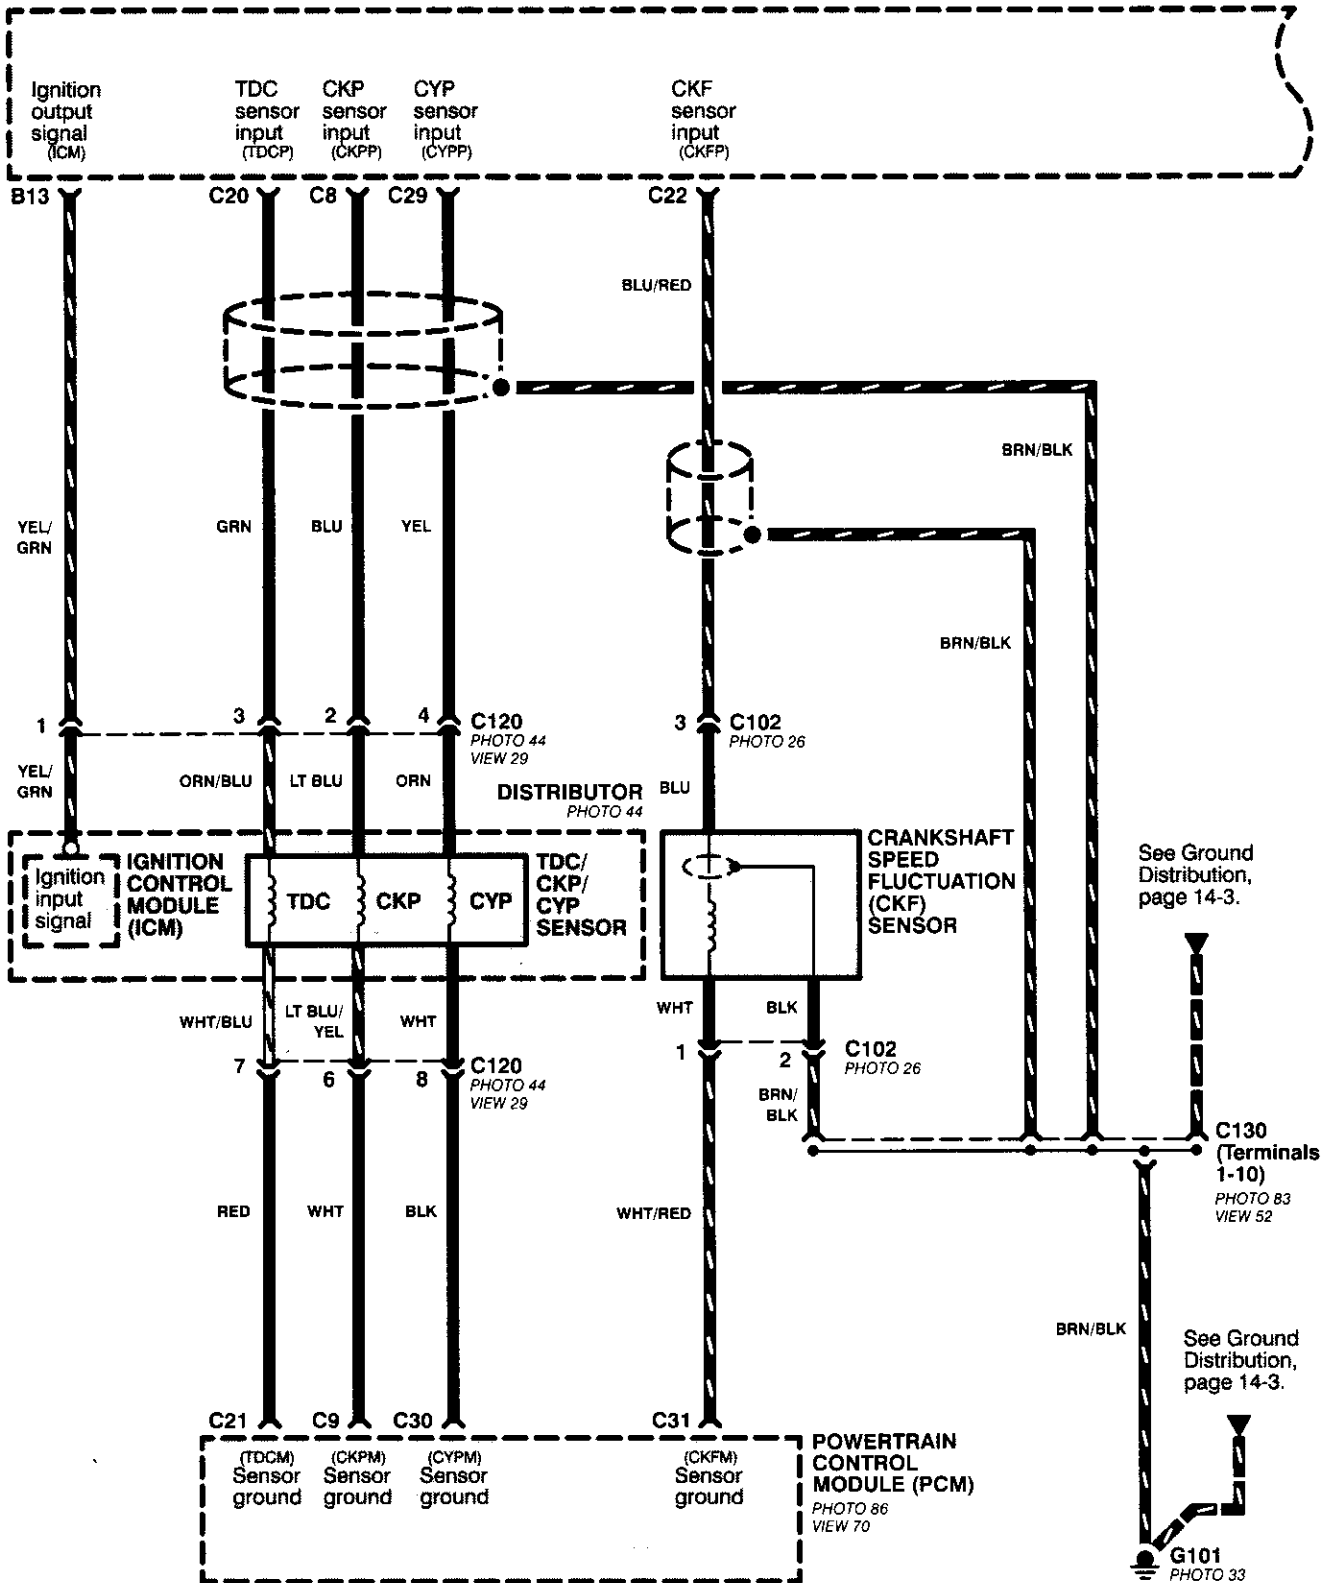 Ignition
output
signal
(ICM)
TDC
sensor
input
(TDCP)
CKP
sensor
input
(CKPP)
CYP
sensor
input
(CYPP)
CKF
sensor
input
(CKFP)
B13
C20
C8
C29
C22
BLU/RED
BRN/BLK
YEL/
GRN
GRN
BLU
YEL
BRN/BLK
1
3
2
4
C120
PHOTO 44
VIEW 29
3
C102
PHOTO 26
YEL/
GRN
ORN/BLU
LT BLU
ORN
DISTRIBUTOR
PHOTO 44
BLU
Ignition
input
signal
IGNITION
CONTROL
MODULE
(ICM)
TDC
CKP
CYP
TDC/
CKP/
CYP
SENSOR
CRANKSHAFT
SPEED
FLUCTUATION
(CKF)
SENSOR
See Ground
Distribution,
page 14-3.
WHT/BLU
LT BLU/
YEL
WHT
WHT
BLK
7
6
8
C120
PHOTO 44
VIEW 29
1
2
C102
PHOTO 26
BRN/
BLK
C130
(Terminals
1-10)
PHOTO 83
VIEW 52
RED
WHT
BLK
WHT/RED
BRN/BLK
See Ground
Distribution,
page 14-3.
C21
C9
C30
C31
(TDCM)
Sensor
ground
(CKPM)
Sensor
ground
(CYPM)
Sensor
ground
(CKFM)
Sensor
ground
POWERTRAIN
CONTROL
MODULE (PCM)
PHOTO 86
VIEW 70
G101
PHOTO 33